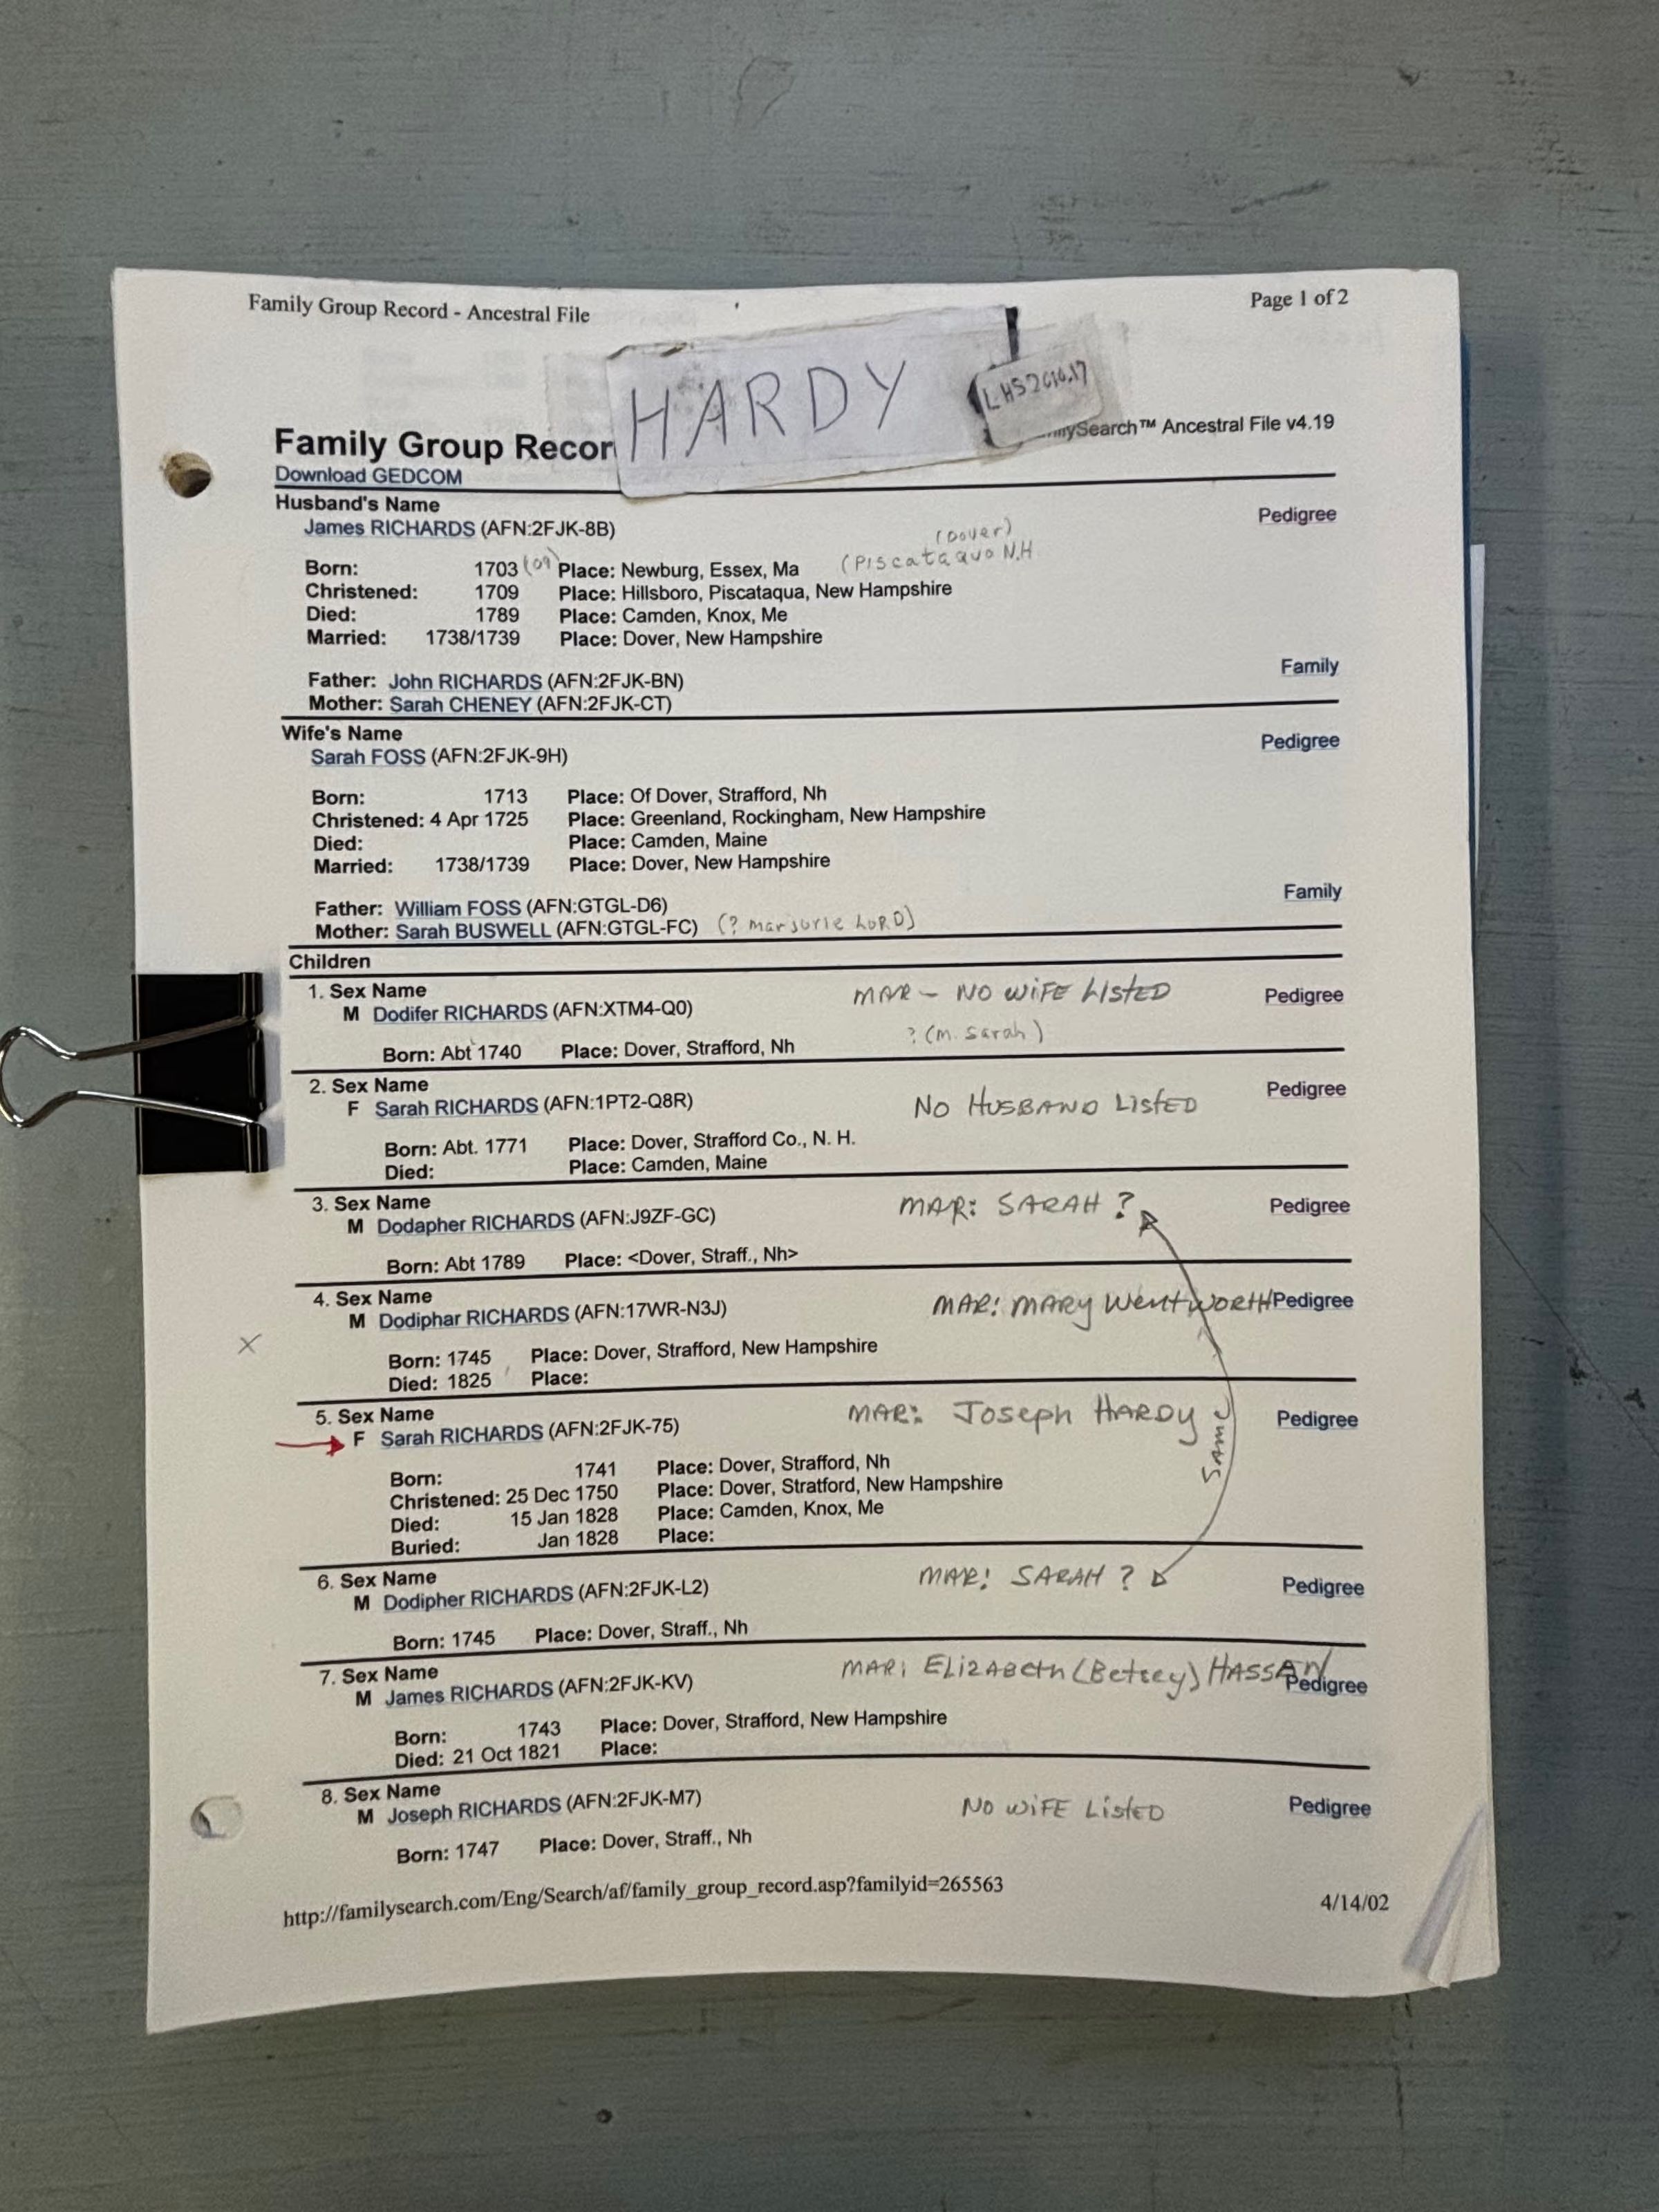 Family Group Record - Ancestral File
Page 1 of 2
HARDY
LHS2010.17
Family Group Recor
milySearch™ Ancestral File v4.19
Download GEDCOM
Husband's Name
Pedigree
James RICHARDS (AFN:2FJK-8B)
(Dover)
Born: 1703 (09) Place: Newburg, Essex, Ma (Piscataquo N.H
Christened: 1709 Place: Hillsboro, Piscataqua, New Hampshire
Died: 1789 Place: Camden, Knox, Me
Married: 1738/1739 Place: Dover, New Hampshire
Family
Father: John RICHARDS (AFN:2FJK-BN)
Mother: Sarah CHENEY (AFN:2FJK-CT)
Wife's Name
Pedigree
Sarah FOSS (AFN:2FJK-9H)
Born: 1713 Place: Of Dover, Strafford, Nh
Christened: 4 Apr 1725 Place: Greenland, Rockingham, New Hampshire
Died: Place: Camden, Maine
Married: 1738/1739 Place: Dover, New Hampshire
Family
Father: William FOSS (AFN:GTGL-D6)
Mother: Sarah BUSWELL (AFN:GTGL-FC) (? marjorie LORD)
Children
1. Sex Name MAR - NO WIFE LISTED Pedigree
M Dodifer RICHARDS (AFN:XTM4-Q0)
? (m. Sarah)
Born: Abt 1740 Place: Dover, Strafford, Nh
2. Sex Name Pedigree
F Sarah RICHARDS (AFN:1PT2-Q8R) NO HUSBAND LISTED
Born: Abt. 1771 Place: Dover, Strafford Co., N. H.
Died: Place: Camden, Maine
3. Sex Name MAR: SARAH ? Pedigree
M Dodapher RICHARDS (AFN:J9ZF-GC)
Born: Abt 1789 Place: <Dover, Straff., Nh>
4. Sex Name MAR: MARY WentWORTH Pedigree
M Dodiphar RICHARDS (AFN:17WR-N3J)
X
Born: 1745 Place: Dover, Strafford, New Hampshire
Died: 1825 Place:
5. Sex Name MAR: Joseph HARDY Pedigree
F Sarah RICHARDS (AFN:2FJK-75)
SAME
Born: 1741 Place: Dover, Strafford, Nh
Christened: 25 Dec 1750 Place: Dover, Stratford, New Hampshire
Died: 15 Jan 1828 Place: Camden, Knox, Me
Buried: Jan 1828 Place:
6. Sex Name MAR: SARAH ? Pedigree
M Dodipher RICHARDS (AFN:2FJK-L2)
Born: 1745 Place: Dover, Straff., Nh
7. Sex Name MAR: ELIZABETH (Betsey) HASSAN Pedigree
M James RICHARDS (AFN:2FJK-KV)
Born: 1743 Place: Dover, Strafford, New Hampshire
Died: 21 Oct 1821 Place:
8. Sex Name NO WIFE LISTED Pedigree
M Joseph RICHARDS (AFN:2FJK-M7)
Born: 1747 Place: Dover, Straff., Nh
http://familysearch.com/Eng/Search/af/family_group_record.asp?familyid=265563
4/14/02